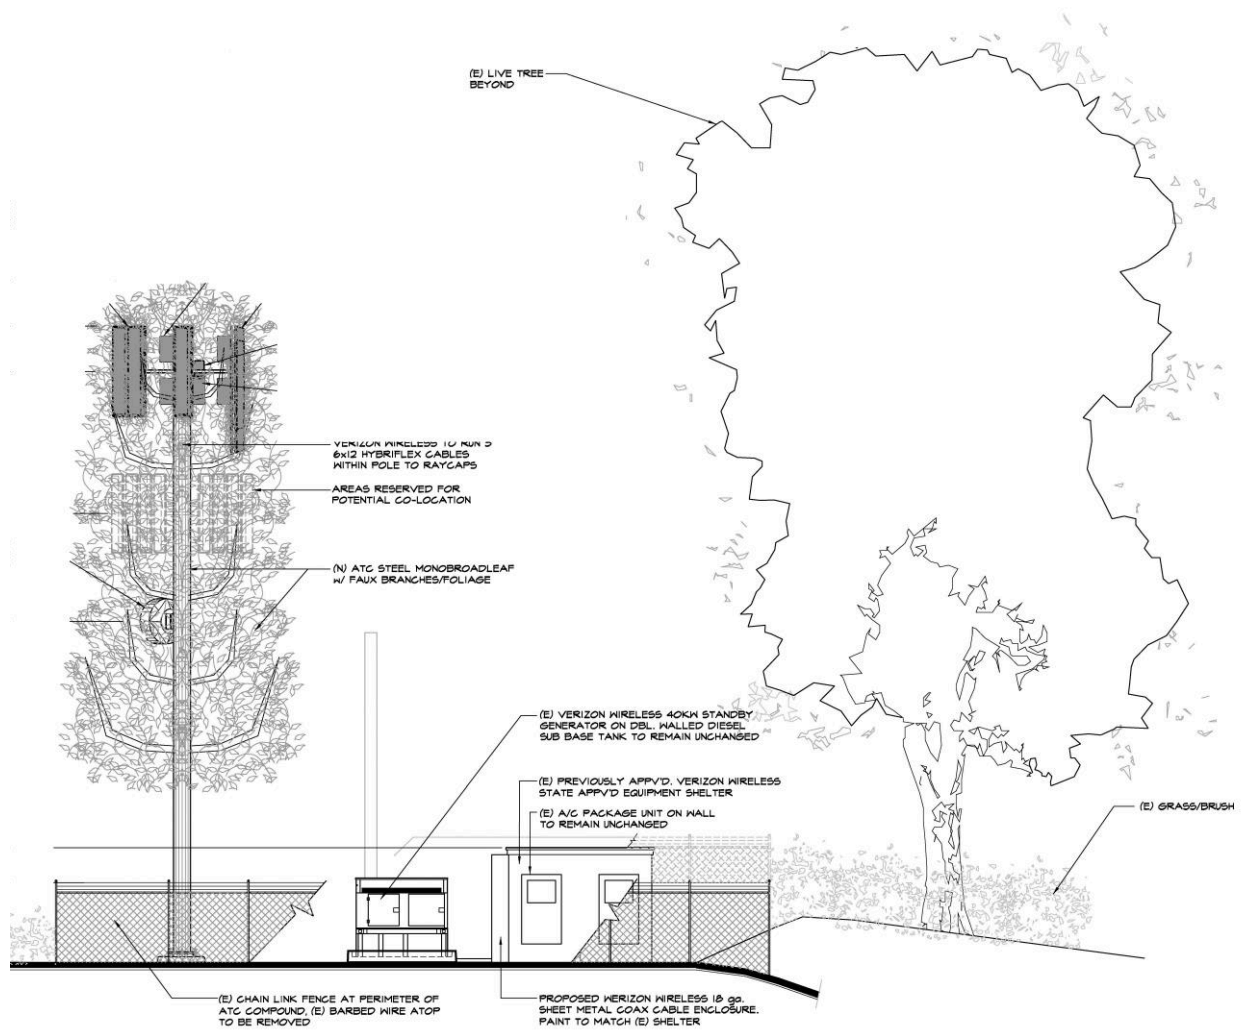 (E) LIVE TREE
BEYOND
VERIZON WIRELESS TO RUN 3
6x12 HYBRIFLEX CABLES
WITHIN POLE TO RAYCAPS
AREAS RESERVED FOR
POTENTIAL CO-LOCATION
(N) ATC STEEL MONOBROADLEAF
W/ FAUX BRANCHES/FOLIAGE
(E) VERIZON WIRELESS 40KW STANDBY
GENERATOR ON DBL. WALLED DIESEL
SUB BASE TANK TO REMAIN UNCHANGED
(E) PREVIOUSLY APPV'D. VERIZON WIRELESS
STATE APPV'D EQUIPMENT SHELTER
(E) A/C PACKAGE UNIT ON WALL
TO REMAIN UNCHANGED
(E) GRASS/BRUSH
(E) CHAIN LINK FENCE AT PERIMETER OF
ATC COMPOUND, (E) BARBED WIRE ATOP
TO BE REMOVED
PROPOSED WERIZON WIRELESS 18 ga.
SHEET METAL COAX CABLE ENCLOSURE.
PAINT TO MATCH (E) SHELTER